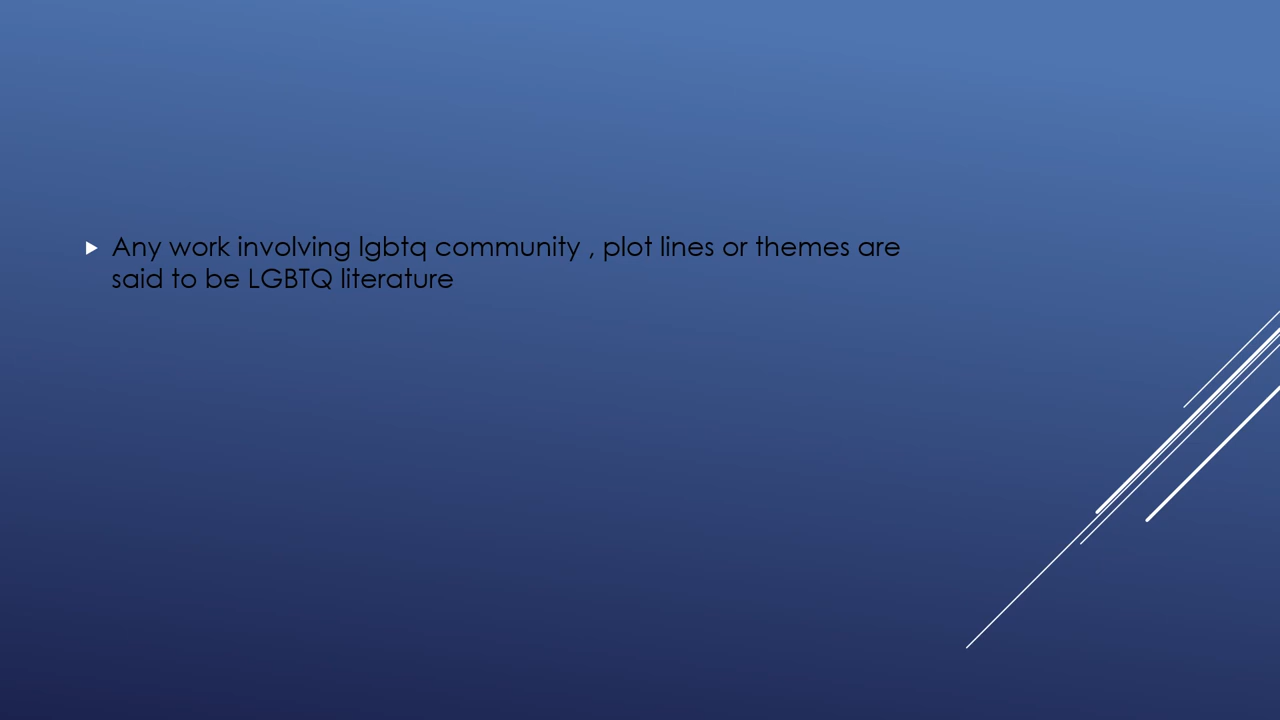 Any work involving lgbtq community , plot lines or themes are
said to be LGBTQ literature